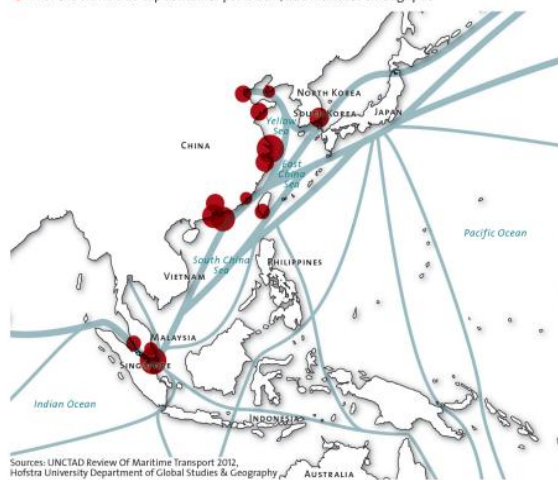 NORTH KOREA
Yellow
Sea
SOUTH KOREA
JAPAN
CHINA
East
China
Sea
Pacific Ocean
South China
Sea
PHILIPPINES
VIETNAM
MALAYSIA
SINGAPORE
Indian Ocean
INDONESIA
Sources: UNCTAD Review Of Maritime Transport 2012,
Hofstra University Department of Global Studies & Geography
AUSTRALIA